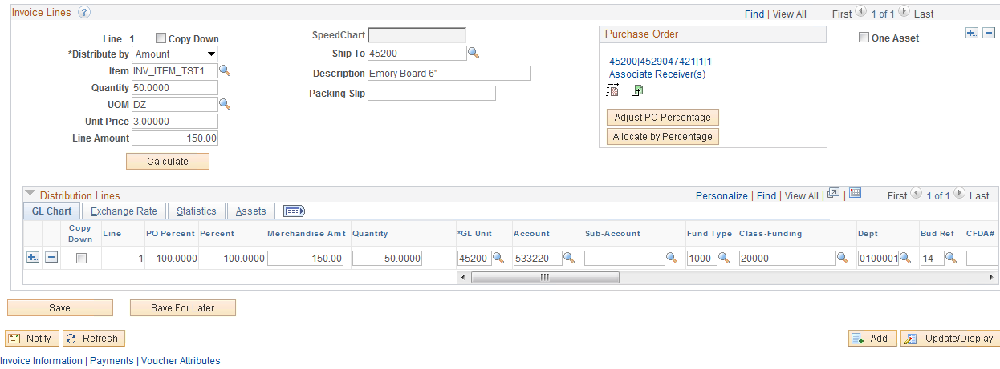 Invoice Lines ? Find | View All First 1 of 1 Last
Line 1 Copy Down
SpeedChart
Purchase Order
One Asset
*Distribute by Amount
Ship To 45200
Item INV_ITEM_TST1
Description Emory Board 6"
45200|4529047421|1|1
Associate Receiver(s)
Quantity 50.0000
Packing Slip
UOM DZ
Unit Price 3.00000
Adjust PO Percentage
Line Amount 150.00
Allocate by Percentage
Calculate
Distribution Lines Personalize | Find | View All | | First 1 of 1 Last
GL Chart Exchange Rate Statistics Assets
Copy Down Line PO Percent Percent Merchandise Amt Quantity *GL Unit Account Sub-Account Fund Type Class-Funding Dept Bud Ref CFDA#
1 100.0000 100.0000 150.00 50.0000 45200 533220 1000 20000 0100001 14
Save Save For Later
Notify Refresh Add Update/Display
Invoice Information | Payments | Voucher Attributes